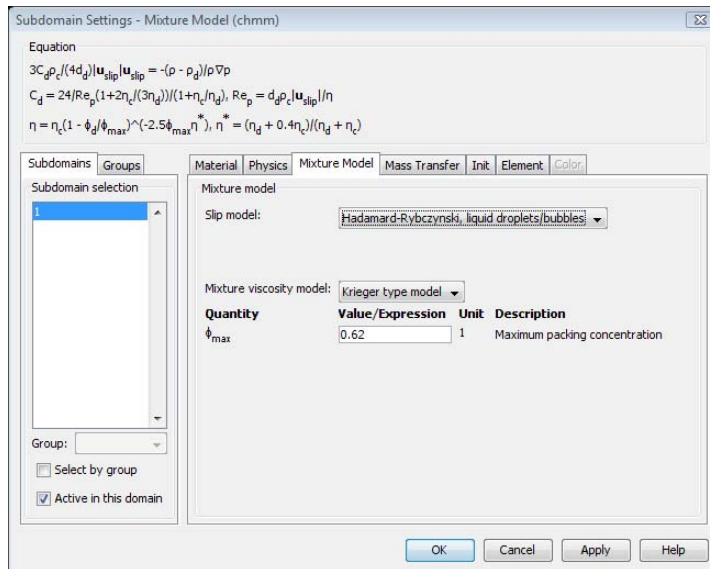 Subdomain Settings - Mixture Model (chmm)
Equation
3C_dρ_c/(4d_d)|u_slip|u_slip = -(ρ - ρ_d)/ρ∇p
C_d = 24/Re_p(1+2η_c/(3η_d))/(1+η_c/η_d), Re_p = d_dρ_c|u_slip|/η
η = η_c(1 - ϕ_d/ϕ_max)^(-2.5ϕ_maxη*), η* = (η_d + 0.4η_c)/(η_d + η_c)
Subdomains Groups
Subdomain selection
1
Group:
Select by group
Active in this domain
Material Physics Mixture Model Mass Transfer Init Element Color
Mixture model
Slip model: Hadamard-Rybczynski, liquid droplets/bubbles
Mixture viscosity model: Krieger type model
Quantity Value/Expression Unit Description
ϕ_max 0.62 1 Maximum packing concentration
OK Cancel Apply Help